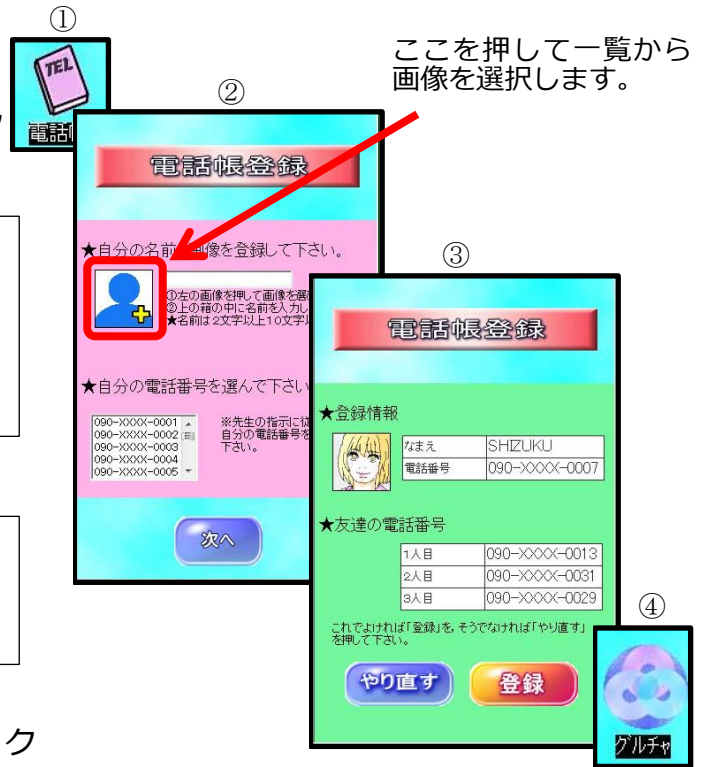 ①
TEL
電話
ここを押して一覧から
画像を選択します。
②
電話帳登録
★自分の名前 画像を登録して下さい。
①左の画像を押して画像を選
②上の箱の中に名前を入力し
★名前は2文字以上10文字
★自分の電話番号を選んで下さい
090-XXXX-0001
090-XXXX-0002
090-XXXX-0003
090-XXXX-0004
090-XXXX-0005
※先生の指示に従
自分の電話番号を
下さい。
次へ
③
電話帳登録
★登録情報
なまえ SHIZUKU
電話番号 090-XXXX-0007
★友達の電話番号
1人目 090-XXXX-0013
2人目 090-XXXX-0031
3人目 090-XXXX-0029
これでよければ「登録」を、そうでなければ「やり直す」
を押して下さい。
やり直す 登録
④
グルチャ
ク